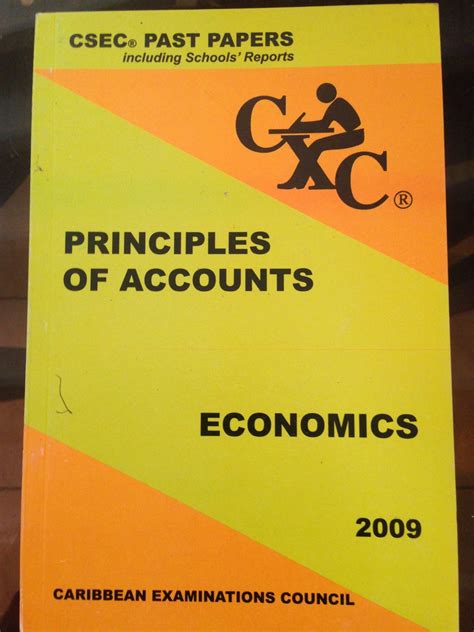 CSEC® PAST PAPERS
including Schools' Reports
CXC®
PRINCIPLES
OF ACCOUNTS
ECONOMICS
2009
CARIBBEAN EXAMINATIONS COUNCIL